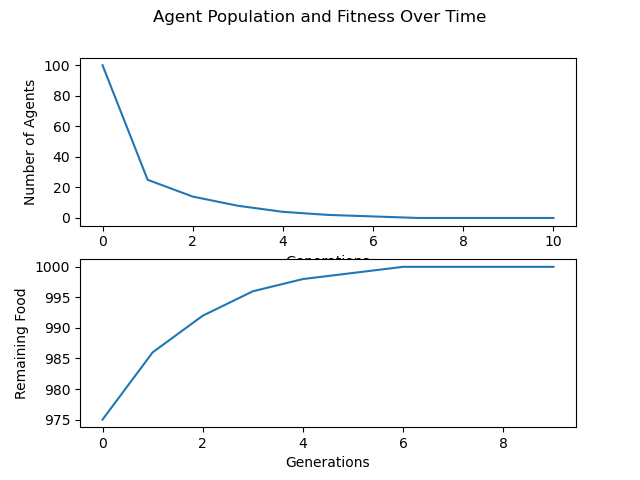 Agent Population and Fitness Over Time
100
80
60
40
20
0
Number of Agents
0 2 4 6 8 10
Generations
1000
995
990
985
980
975
Remaining Food
0 2 4 6 8
Generations